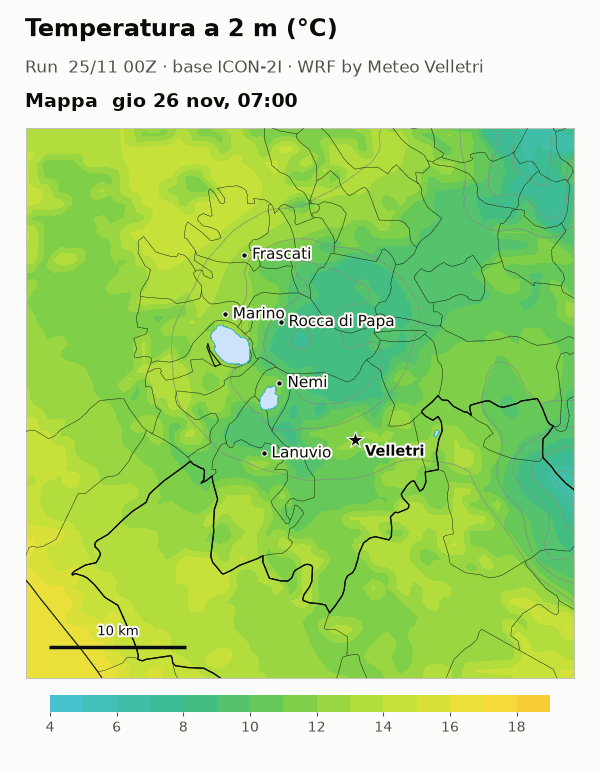 Temperatura a 2 m (°C)
Run  25/11 00Z · base ICON-2I · WRF by Meteo Velletri
Mappa  gio 26 nov, 07:00
Frascati
Marino
Rocca di Papa
Nemi
Velletri
Lanuvio
10 km
4 6 8 10 12 14 16 18